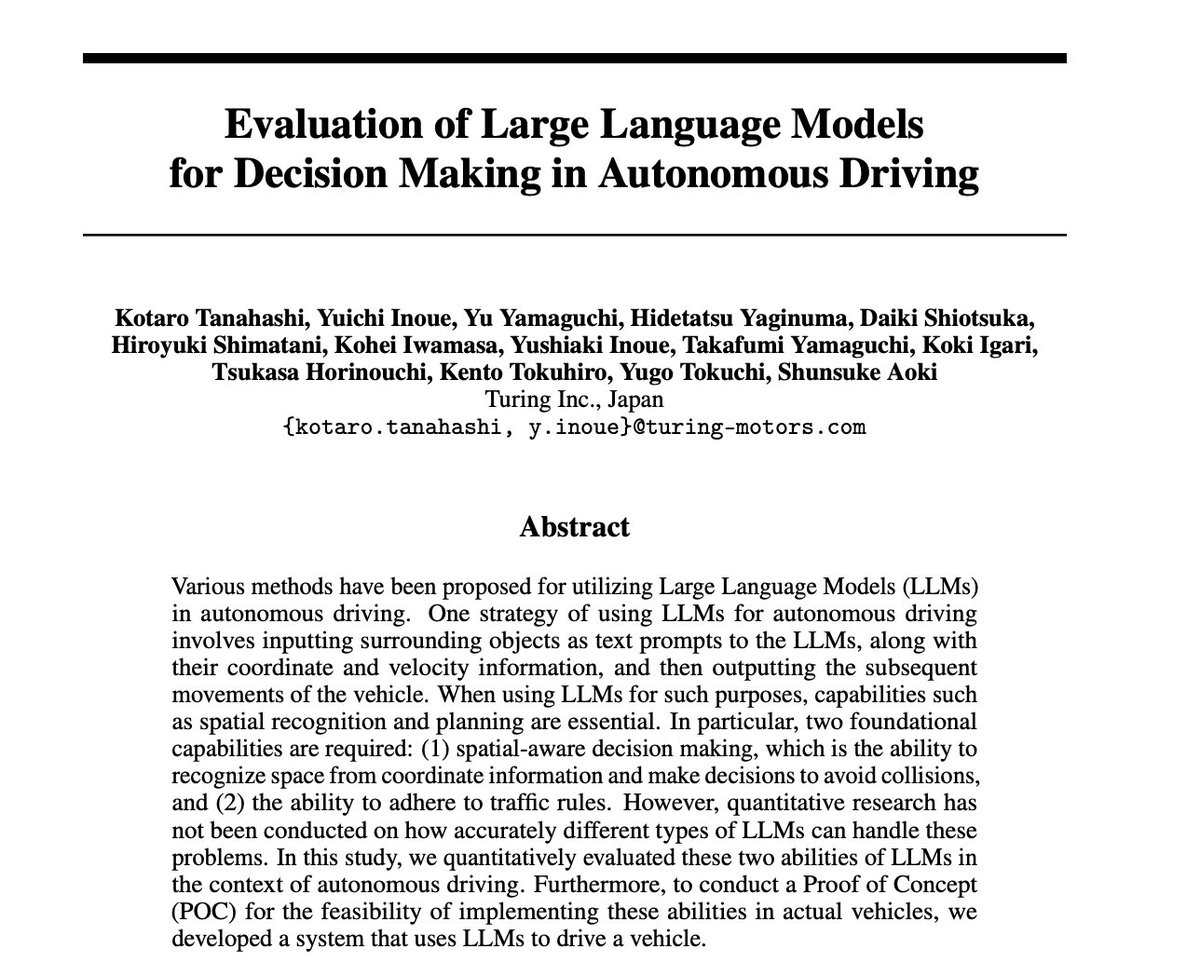 Evaluation of Large Language Models
for Decision Making in Autonomous Driving
Kotaro Tanahashi, Yuichi Inoue, Yu Yamaguchi, Hidetatsu Yaginuma, Daiki Shiotsuka,
Hiroyuki Shimatani, Kohei Iwamasa, Yushiaki Inoue, Takafumi Yamaguchi, Koki Igari,
Tsukasa Horinouchi, Kento Tokuhiro, Yugo Tokuchi, Shunsuke Aoki
Turing Inc., Japan
{kotaro.tanahashi, y.inoue}@turing-motors.com
Abstract
Various methods have been proposed for utilizing Large Language Models (LLMs)
in autonomous driving. One strategy of using LLMs for autonomous driving
involves inputting surrounding objects as text prompts to the LLMs, along with
their coordinate and velocity information, and then outputting the subsequent
movements of the vehicle. When using LLMs for such purposes, capabilities such
as spatial recognition and planning are essential. In particular, two foundational
capabilities are required: (1) spatial-aware decision making, which is the ability to
recognize space from coordinate information and make decisions to avoid collisions,
and (2) the ability to adhere to traffic rules. However, quantitative research has
not been conducted on how accurately different types of LLMs can handle these
problems. In this study, we quantitatively evaluated these two abilities of LLMs in
the context of autonomous driving. Furthermore, to conduct a Proof of Concept
(POC) for the feasibility of implementing these abilities in actual vehicles, we
developed a system that uses LLMs to drive a vehicle.